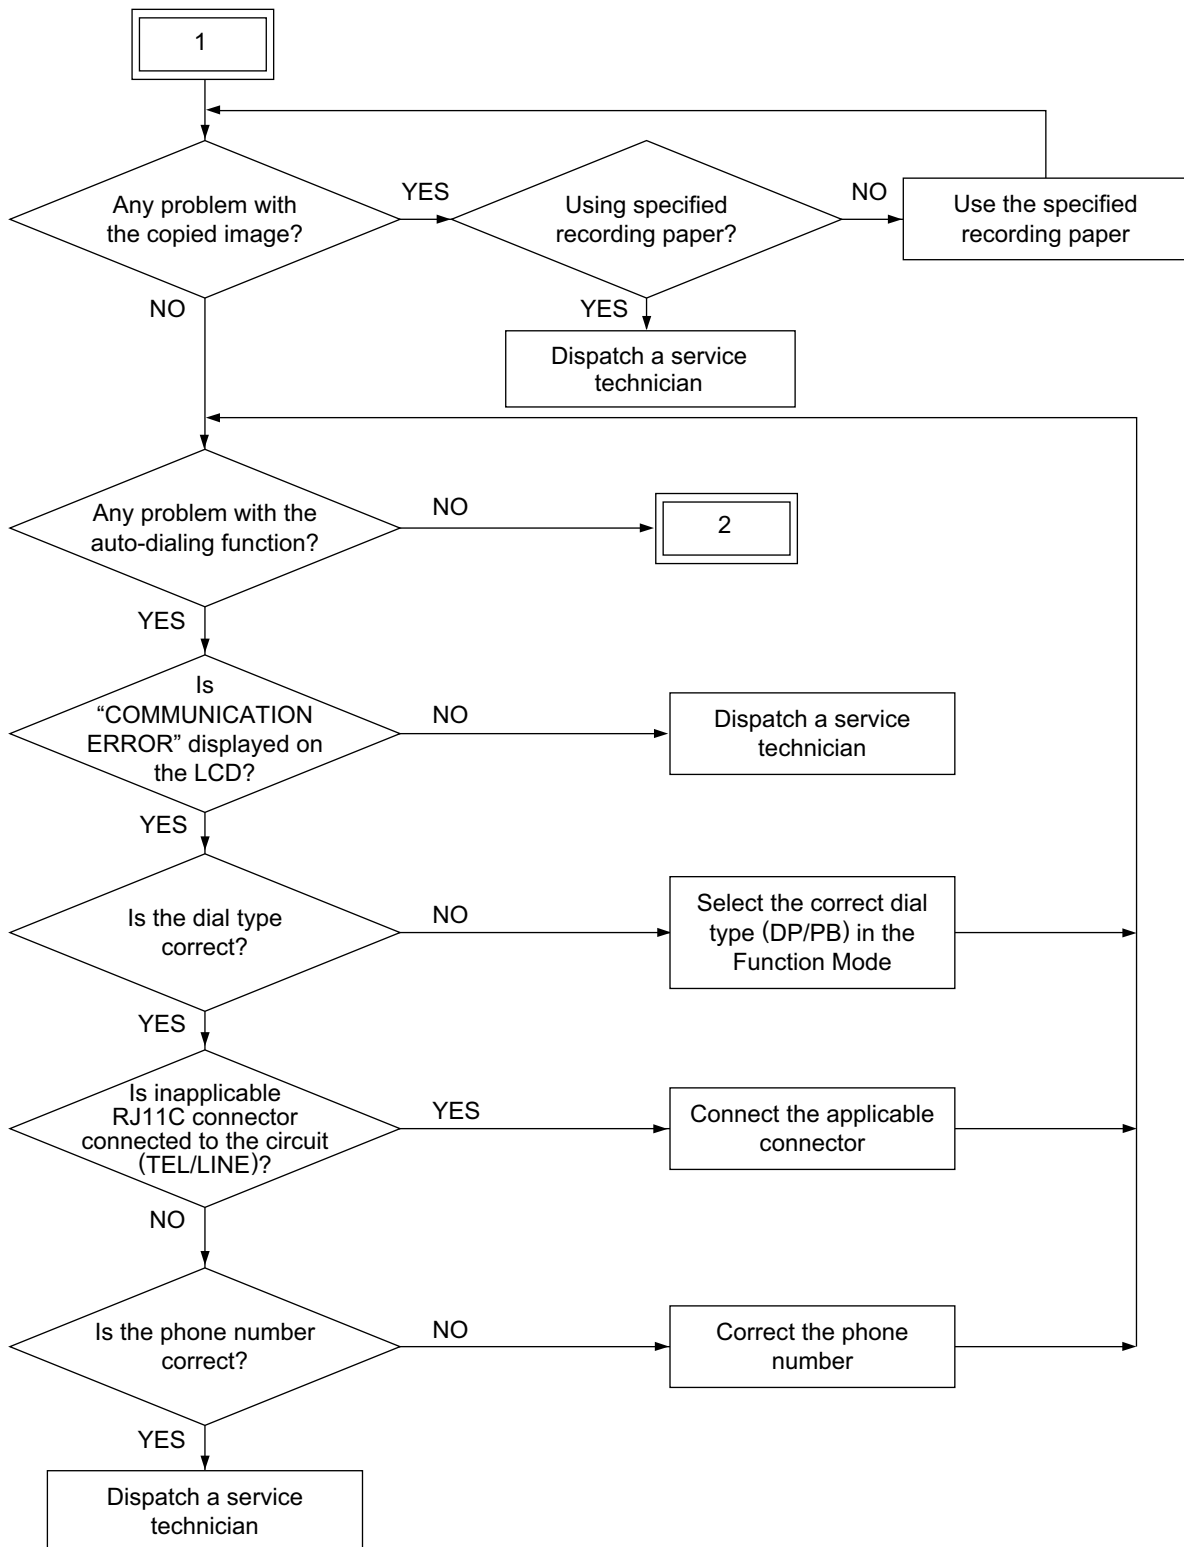 1
Any problem with
the copied image?
YES
Using specified
recording paper?
NO
Use the specified
recording paper
NO
YES
Dispatch a service
technician
Any problem with the
auto-dialing function?
NO
2
YES
Is
“COMMUNICATION
ERROR” displayed on
the LCD?
NO
Dispatch a service
technician
YES
Is the dial type
correct?
NO
Select the correct dial
type (DP/PB) in the
Function Mode
YES
Is inapplicable
RJ11C connector
connected to the circuit
(TEL/LINE)?
YES
Connect the applicable
connector
NO
Is the phone number
correct?
NO
Correct the phone
number
YES
Dispatch a service
technician